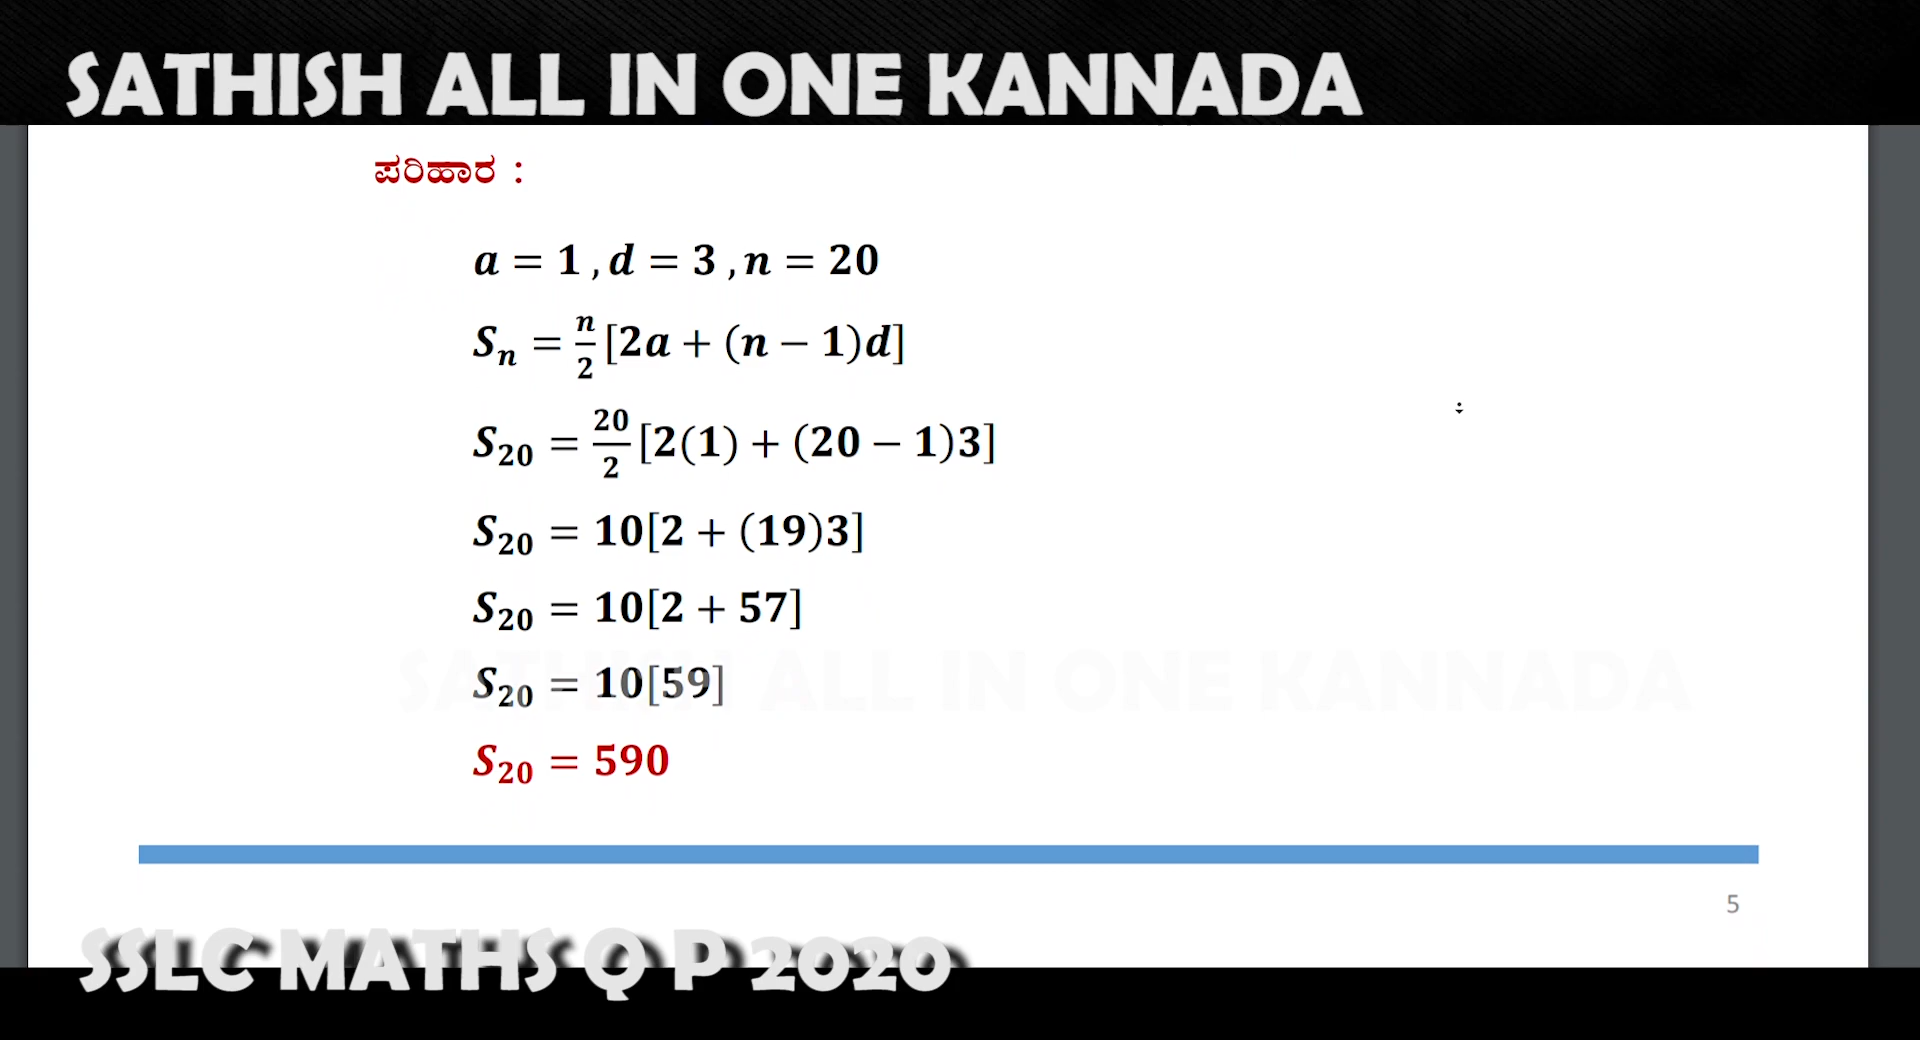 SATHISH ALL IN ONE KANNADA
ಪರಿಹಾರ :
a = 1 , d = 3 , n = 20
Sₙ = n/2 [2a + (n − 1)d]
S₂₀ = 20/2 [2(1) + (20 − 1)3]
S₂₀ = 10[2 + (19)3]
S₂₀ = 10[2 + 57]
S₂₀ = 10[59]
SATHISH ALL IN ONE KANNADA
S₂₀ = 590
5
SSLC MATHS Q P 2020